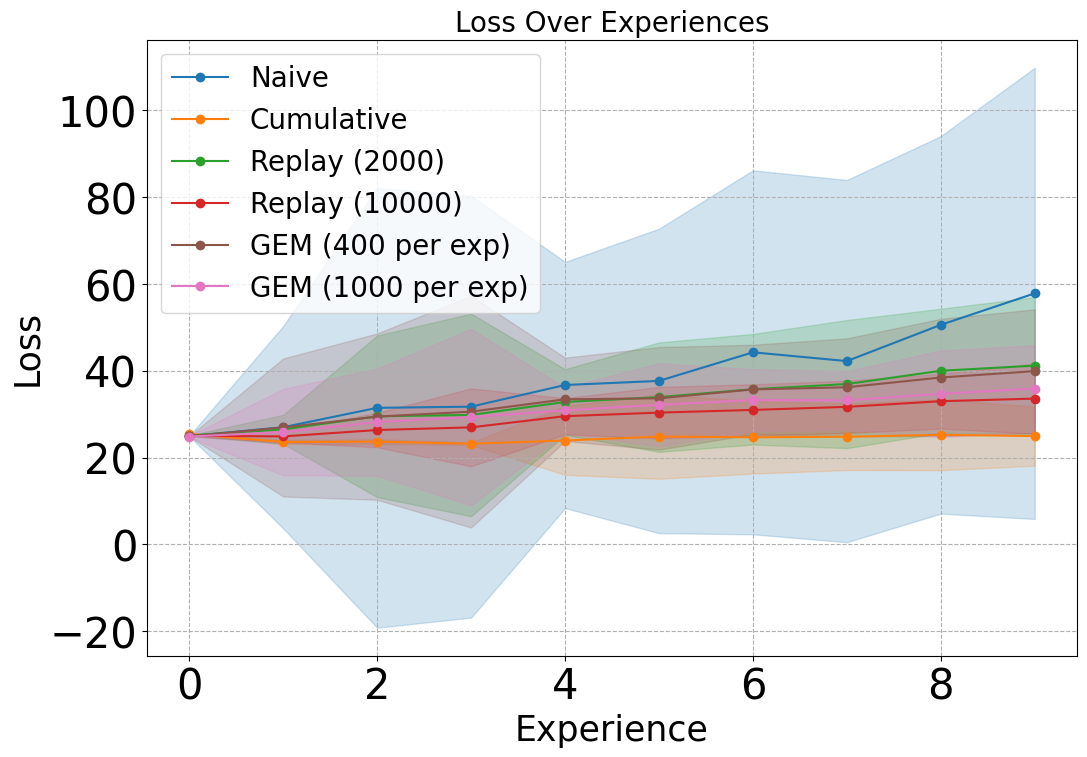 Loss Over Experiences
Naive
Cumulative
Replay (2000)
Replay (10000)
GEM (400 per exp)
GEM (1000 per exp)
100
80
60
40
20
0
−20
Loss
0 2 4 6 8
Experience